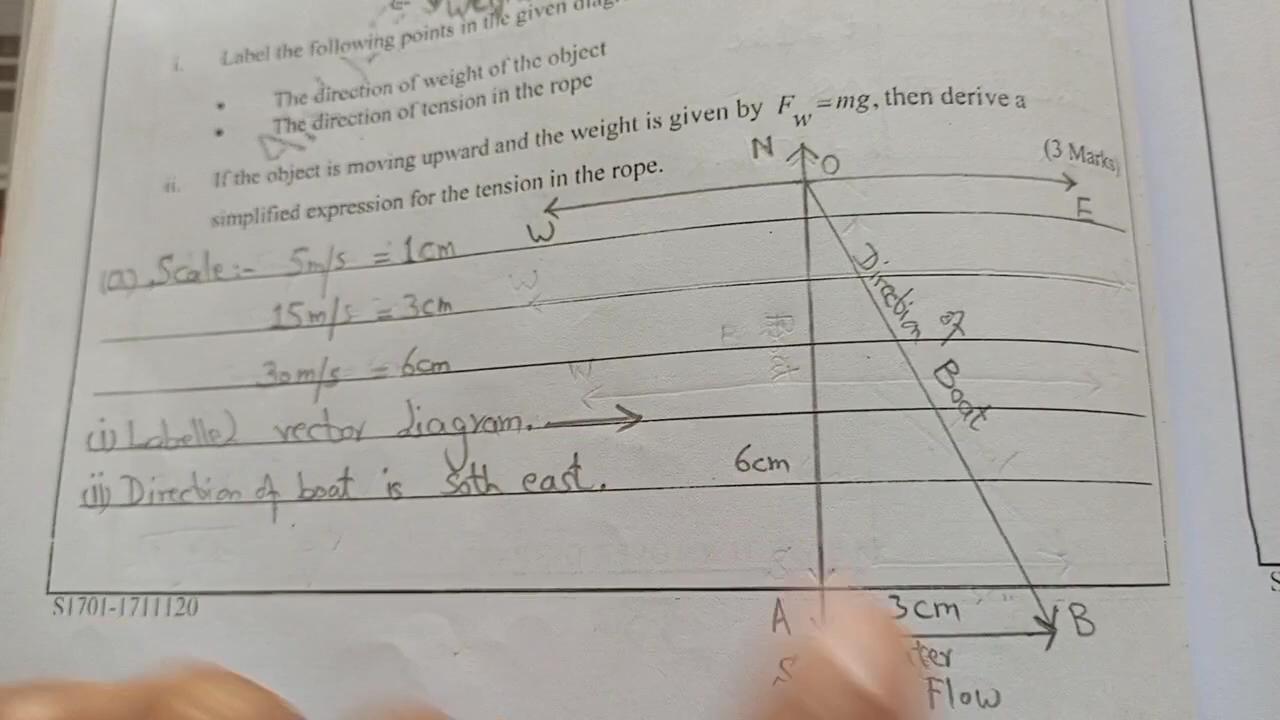 i. Label the following points in the given
• The direction of weight of the object
• The direction of tension in the rope
ii. If the object is moving upward and the weight is given by F_w = mg, then derive a
simplified expression for the tension in the rope.
(3 Marks)
N
O
W
E
(a) Scale:- 5m/s = 1cm
15m/s = 3cm
30m/s = 6cm
(i) Labelled vector diagram.
(ii) Direction of boat is Soth east.
Direction of Boat
6cm
S1701-1711120
A
3cm
B
S
Flow